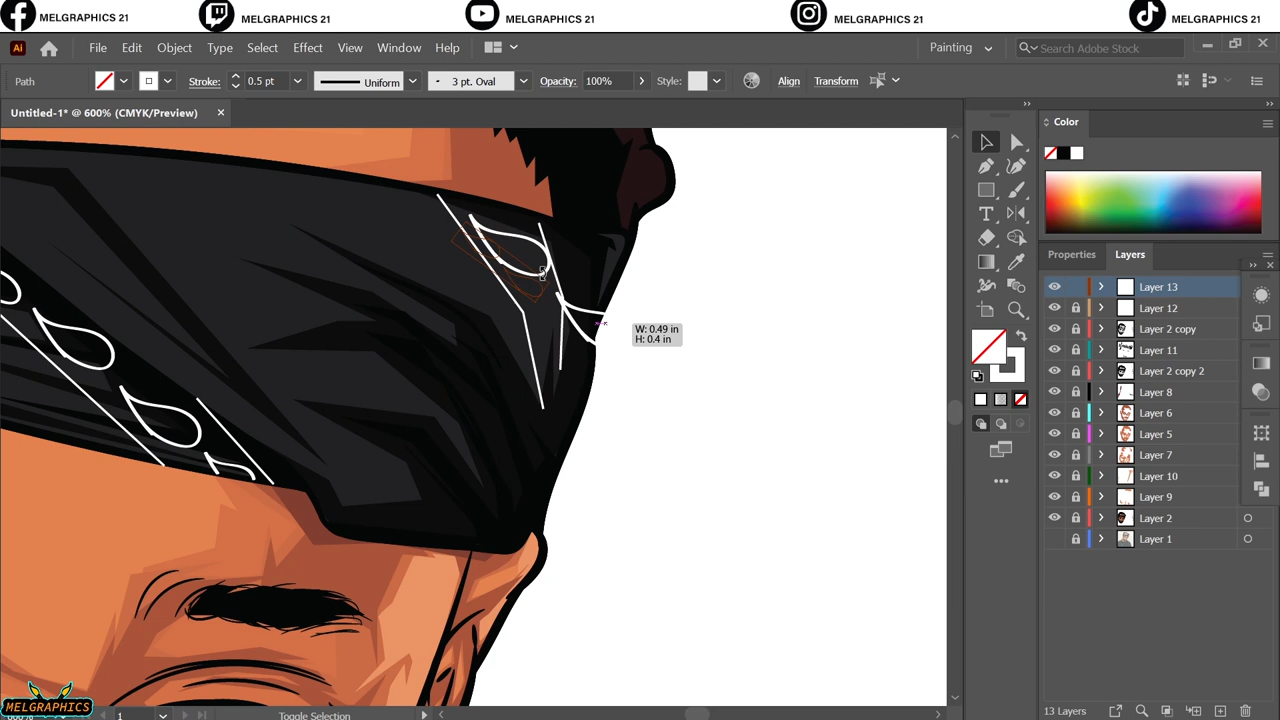 MELGRAPHICS 21
MELGRAPHICS 21
MELGRAPHICS 21
MELGRAPHICS 21
MELGRAPHICS 21
Ai
File Edit Object Type Select Effect View Window Help
Painting
Search Adobe Stock
Path
Stroke:
0.5 pt
Uniform
3 pt. Oval
Opacity:
100%
Style:
Align
Transform
Untitled-1* @ 600% (CMYK/Preview)
W: 0.49 in
H: 0.4 in
Color
Properties
Layers
Layer 13
Layer 12
Layer 2 copy
Layer 11
Layer 2 copy 2
Layer 8
Layer 6
Layer 5
Layer 7
Layer 10
Layer 9
Layer 2
Layer 1
13 Layers
MELGRAPHICS
1
Toggle Selection